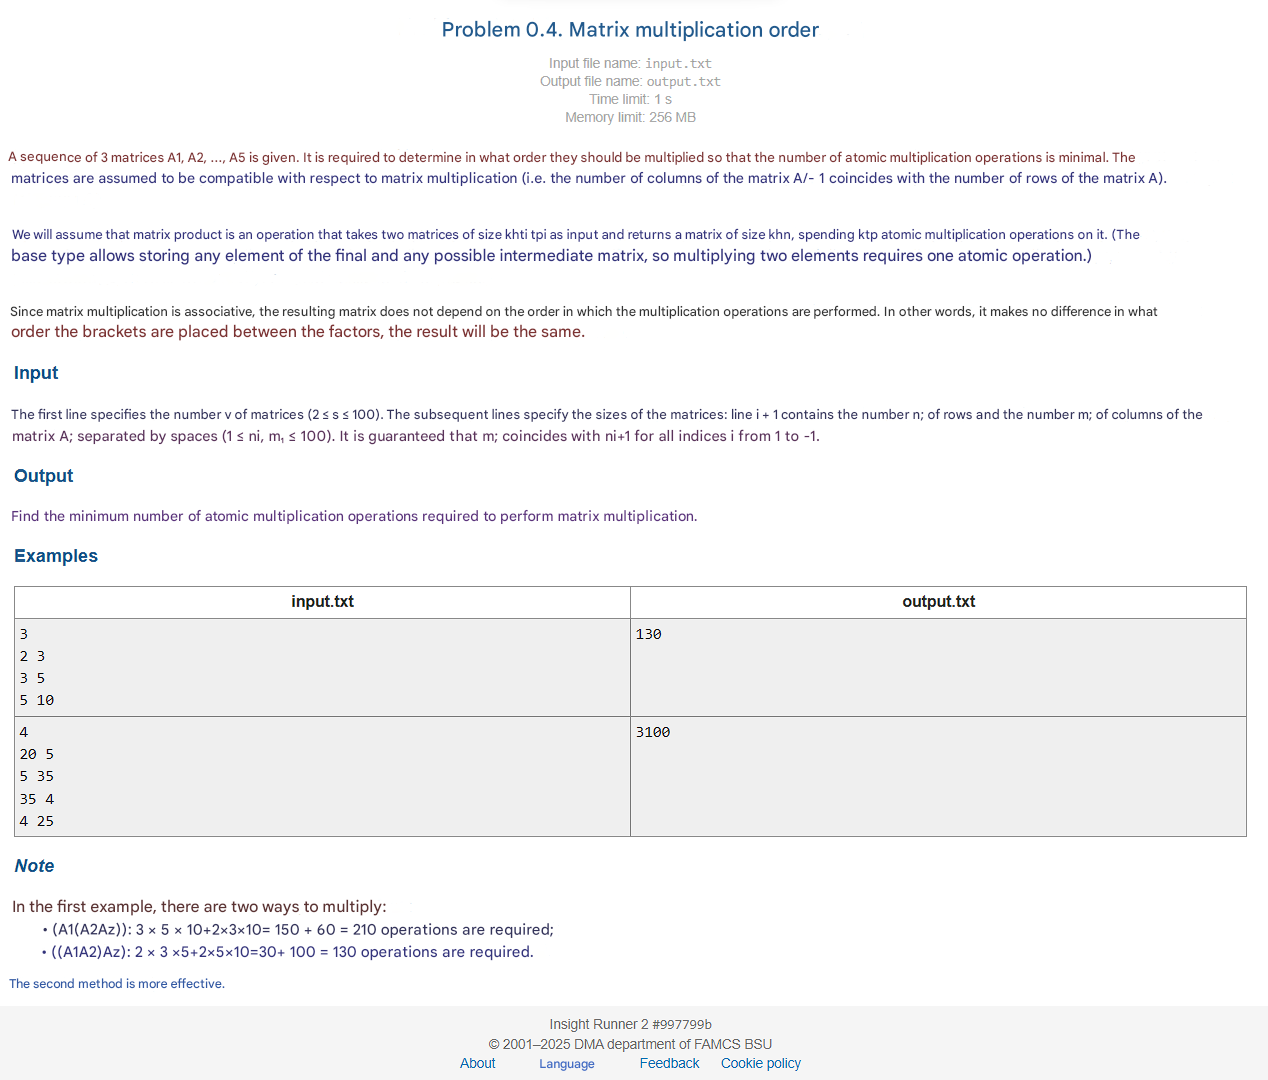 Problem 0.4. Matrix multiplication order
Input file name: input.txt
Output file name: output.txt
Time limit: 1 s
Memory limit: 256 MB
A sequence of 3 matrices A1, A2, ..., A5 is given. It is required to determine in what order they should be multiplied so that the number of atomic multiplication operations is minimal. The
matrices are assumed to be compatible with respect to matrix multiplication (i.e. the number of columns of the matrix A/- 1 coincides with the number of rows of the matrix A).
We will assume that matrix product is an operation that takes two matrices of size khti tpi as input and returns a matrix of size khn, spending ktp atomic multiplication operations on it. (The
base type allows storing any element of the final and any possible intermediate matrix, so multiplying two elements requires one atomic operation.)
Since matrix multiplication is associative, the resulting matrix does not depend on the order in which the multiplication operations are performed. In other words, it makes no difference in what
order the brackets are placed between the factors, the result will be the same.
Input
The first line specifies the number v of matrices (2 ≤ s ≤ 100). The subsequent lines specify the sizes of the matrices: line i + 1 contains the number n; of rows and the number m; of columns of the
matrix A; separated by spaces (1 ≤ ni, m₁ ≤ 100). It is guaranteed that m; coincides with ni+1 for all indices i from 1 to -1.
Output
Find the minimum number of atomic multiplication operations required to perform matrix multiplication.
Examples
input.txt output.txt
3 130
2 3
3 5
5 10
4 3100
20 5
5 35
35 4
4 25
Note
In the first example, there are two ways to multiply:
• (A1(A2Az)): 3 × 5 × 10+2×3×10= 150 + 60 = 210 operations are required;
• ((A1A2)Az): 2 × 3 ×5+2×5×10=30+ 100 = 130 operations are required.
The second method is more effective.
Insight Runner 2 #997799b
© 2001–2025 DMA department of FAMCS BSU
About Language Feedback Cookie policy